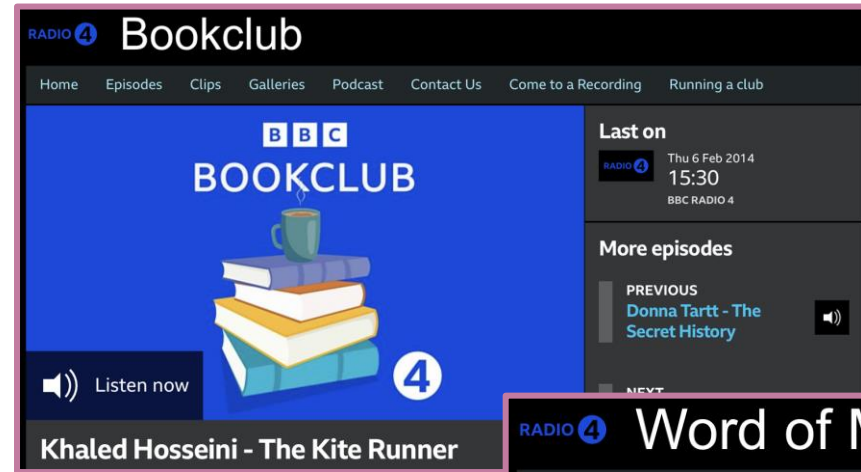 RADIO 4 Bookclub
Home Episodes Clips Galleries Podcast Contact Us Come to a Recording Running a club
BBC
BOOKCLUB
4
Listen now
Khaled Hosseini - The Kite Runner
Last on
RADIO 4
Thu 6 Feb 2014
15:30
BBC RADIO 4
More episodes
PREVIOUS
Donna Tartt - The
Secret History
NEXT
RADIO 4 Word of